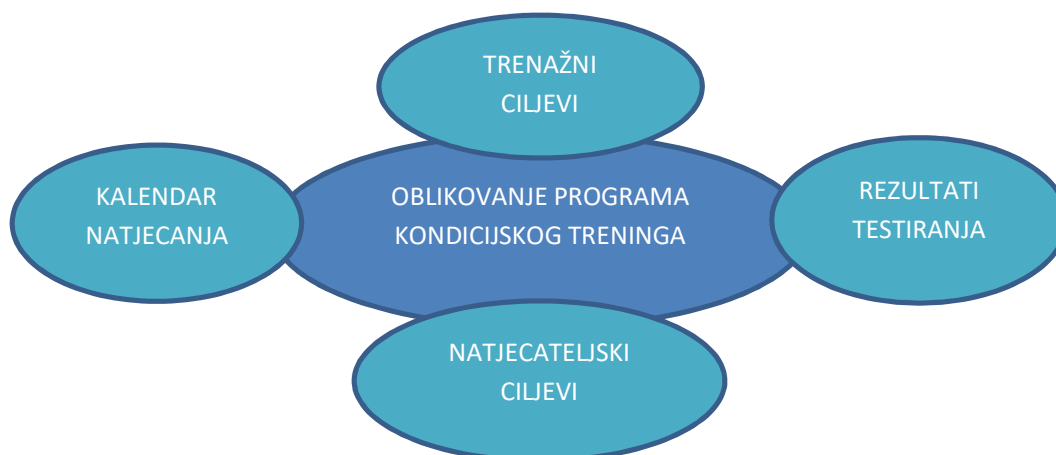 TRENAŽNI
CILJEVI
KALENDAR
NATJECANJA
OBLIKOVANJE PROGRAMA
KONDICIJSKOG TRENINGA
REZULTATI
TESTIRANJA
NATJECATELJSKI
CILJEVI